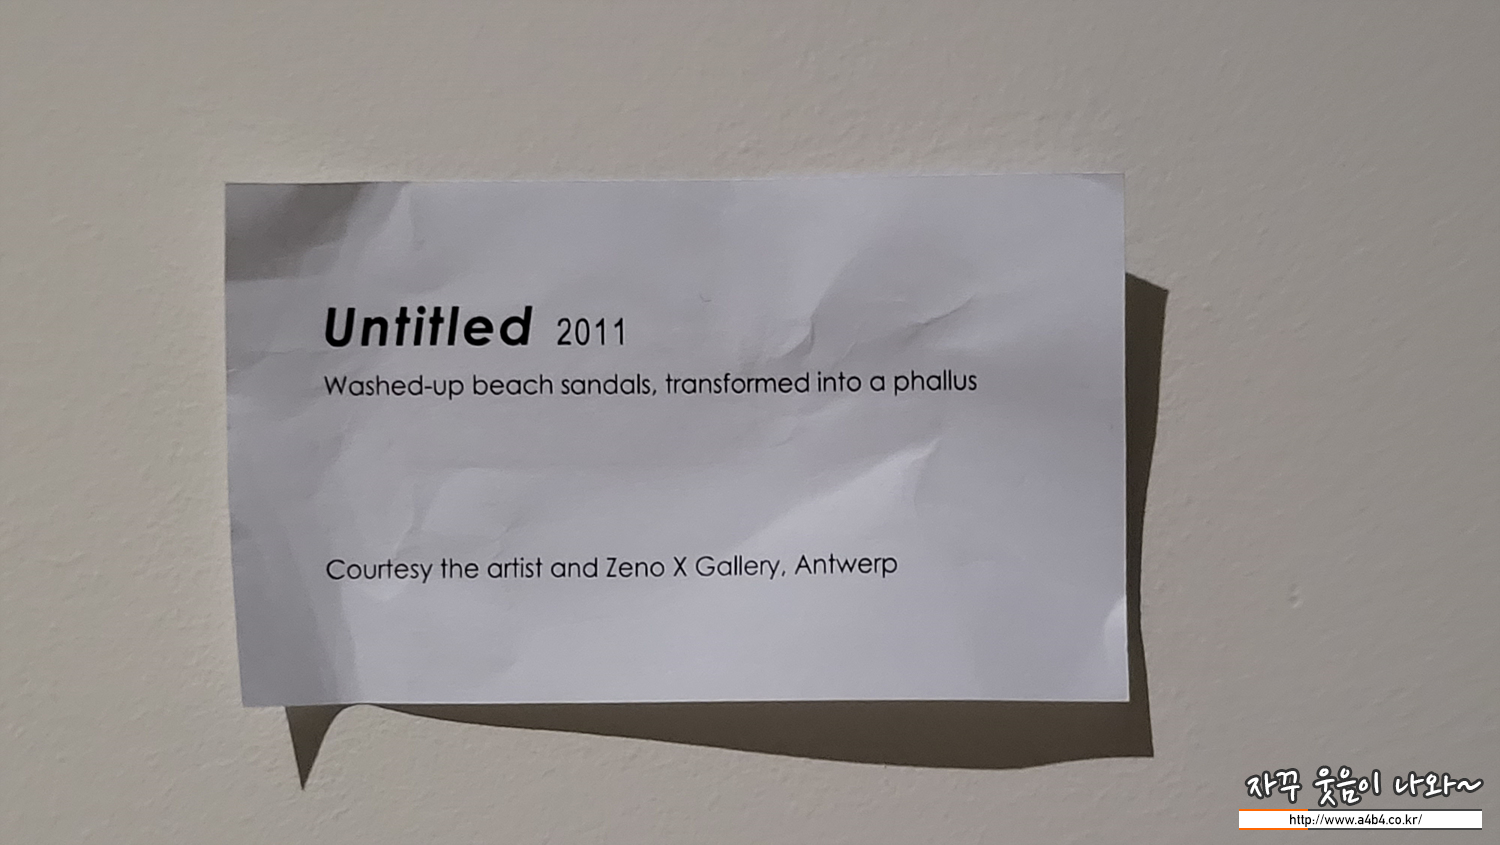 Untitled 2011
Washed-up beach sandals, transformed into a phallus
Courtesy the artist and Zeno X Gallery, Antwerp
자꾸 웃음이 나와~
http://www.a4b4.co.kr/